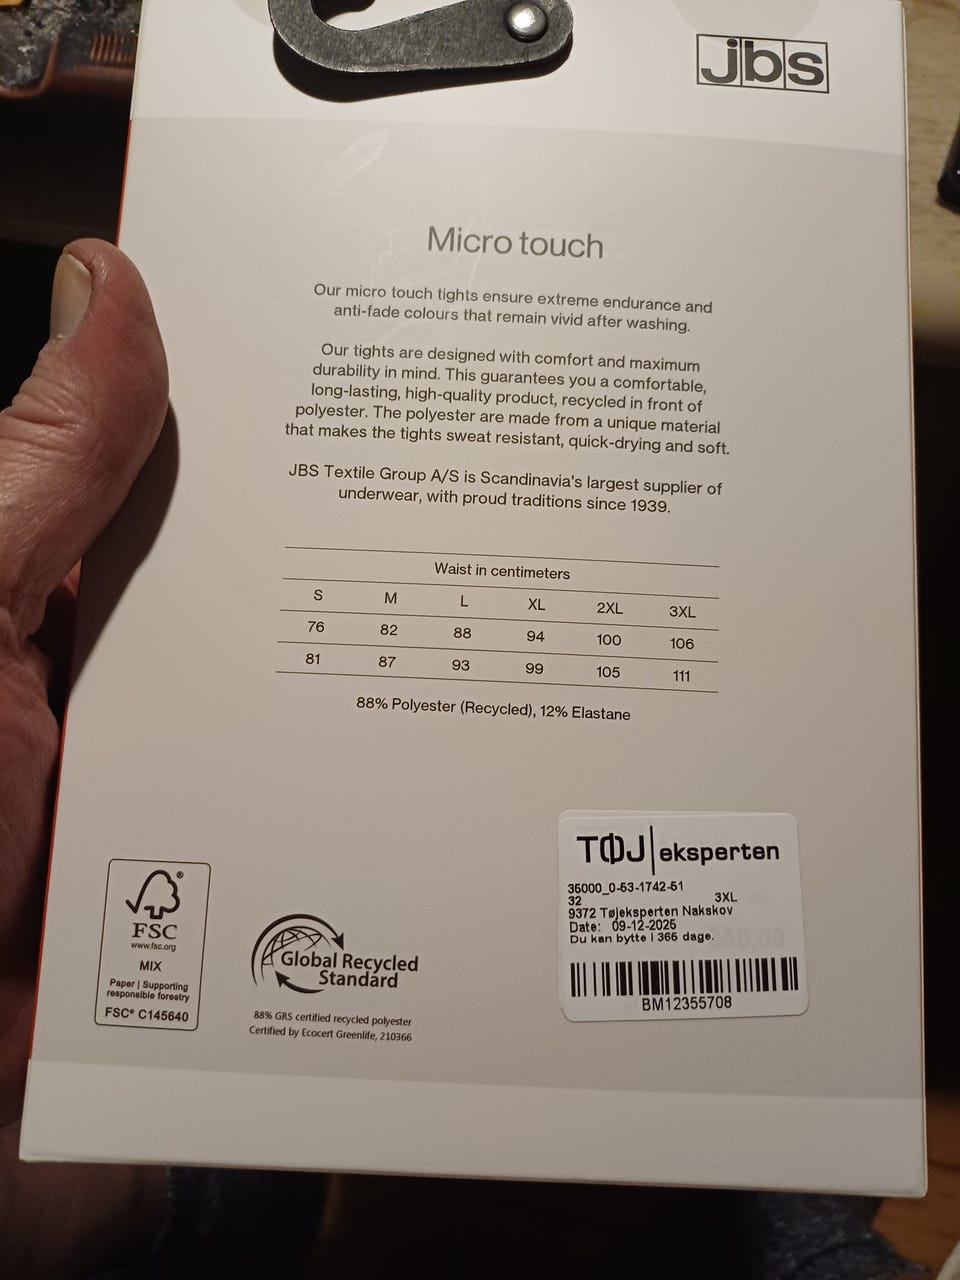 jbs
Micro touch
Our micro touch tights ensure extreme endurance and
anti-fade colours that remain vivid after washing.
Our tights are designed with comfort and maximum
durability in mind. This guarantees you a comfortable,
long-lasting, high-quality product, recycled in front of
polyester. The polyester are made from a unique material
that makes the tights sweat resistant, quick-drying and soft.
JBS Textile Group A/S is Scandinavia's largest supplier of
underwear, with proud traditions since 1939.
Waist in centimeters
S M L XL 2XL 3XL
76 82 88 94 100 106
81 87 93 99 105 111
88% Polyester (Recycled), 12% Elastane
FSC®
www.fsc.org
MIX
Paper | Supporting
responsible forestry
FSC® C145640
Global Recycled
Standard
88% GRS certified recycled polyester
Certified by Ecocert Greenlife, 210366
TØJ eksperten
35000_0-53-1742-51
32 3XL
9372 Tøjeksperten Nakskov
Date: 09-12-2025
Du kan bytte i 365 dage.
BM12355708